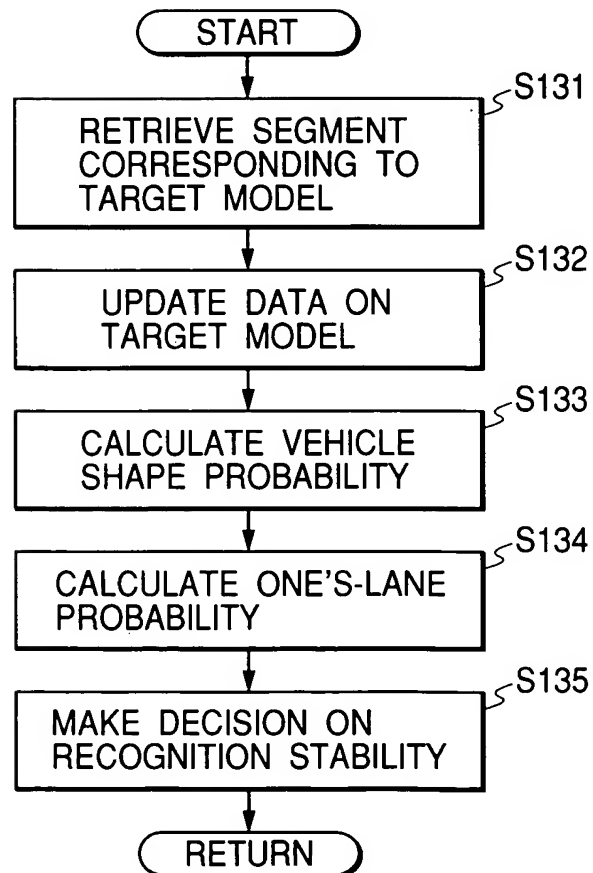 START
S131
RETRIEVE SEGMENT
CORRESPONDING TO
TARGET MODEL
S132
UPDATE DATA ON
TARGET MODEL
S133
CALCULATE VEHICLE
SHAPE PROBABILITY
S134
CALCULATE ONE'S-LANE
PROBABILITY
S135
MAKE DECISION ON
RECOGNITION STABILITY
RETURN